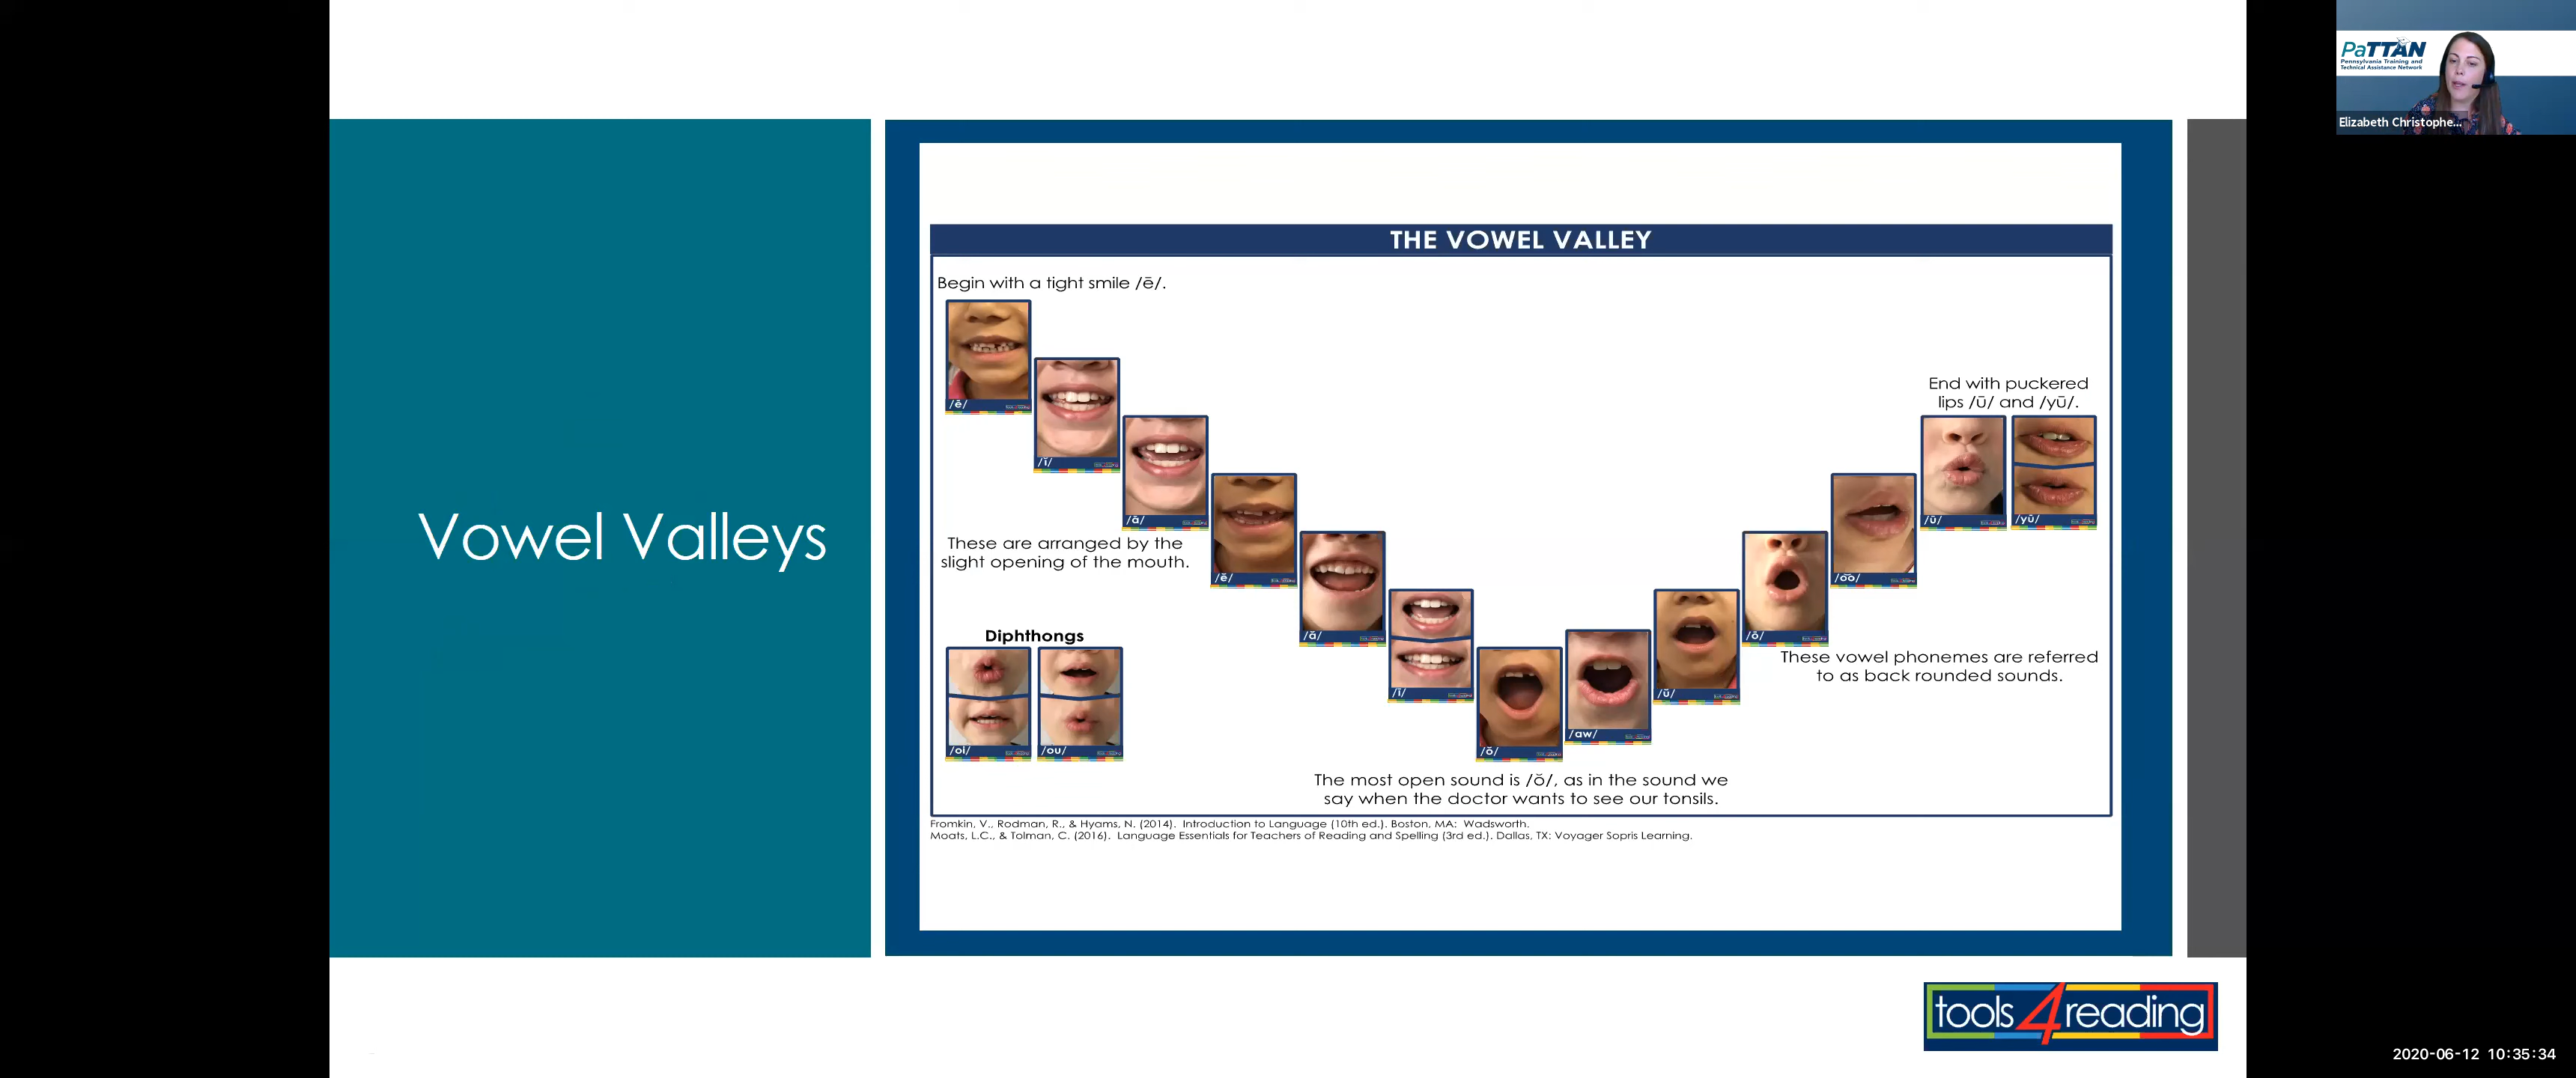 PaTTAN
Pennsylvania Training and
Technical Assistance Network
Elizabeth Christophe...
Vowel Valleys
THE VOWEL VALLEY
Begin with a tight smile /ē/.
/ē/
/ĭ/
/ā/
/ĕ/
/ă/
/ī/
/ŏ/
/aw/
/ŭ/
/ō/
/o͝o/
/ū/
/yū/
End with puckered
lips /ū/ and /yū/.
These are arranged by the
slight opening of the mouth.
Diphthongs
/oi/
/ou/
These vowel phonemes are referred
to as back rounded sounds.
The most open sound is /ŏ/, as in the sound we
say when the doctor wants to see our tonsils.
Fromkin, V., Rodman, R., & Hyams, N. (2014). Introduction to Language (10th ed.). Boston, MA: Wadsworth.
Moats, L.C., & Tolman, C. (2016). Language Essentials for Teachers of Reading and Spelling (3rd ed.). Dallas, TX: Voyager Sopris Learning.
tools4reading
2020-06-12 10:35:34